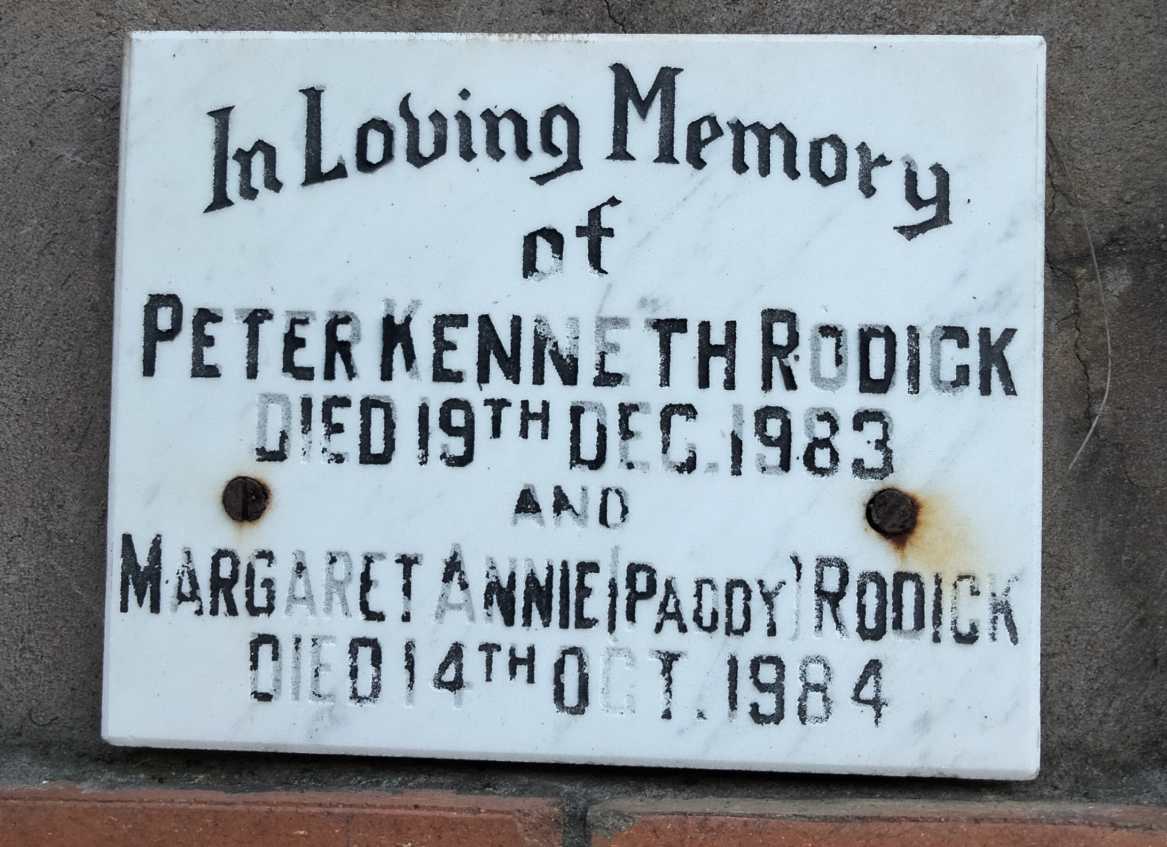 In Loving Memory
of
PETER KENNETH RODICK
DIED 19TH DEC. 1983
AND
MARGARET ANNIE (PADDY) RODICK
DIED 14TH OCT. 1984